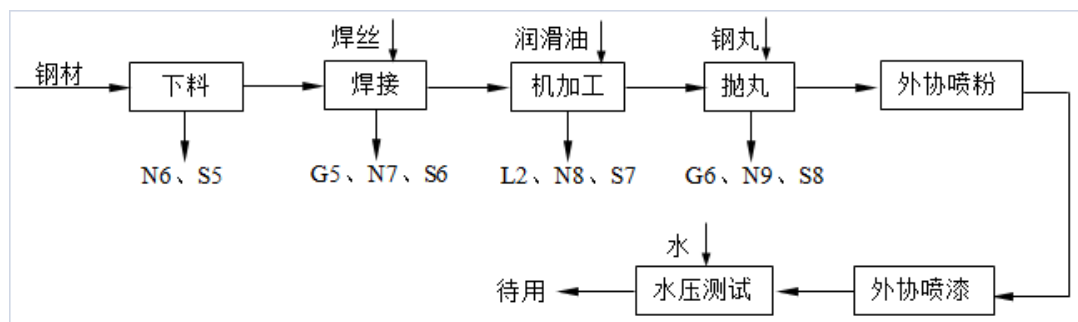 焊丝 润滑油 钢丸
钢材 下料 焊接 机加工 抛丸 外协喷粉
N6、S5 G5、N7、S6 L2、N8、S7 G6、N9、S8
水
待用 水压测试 外协喷漆